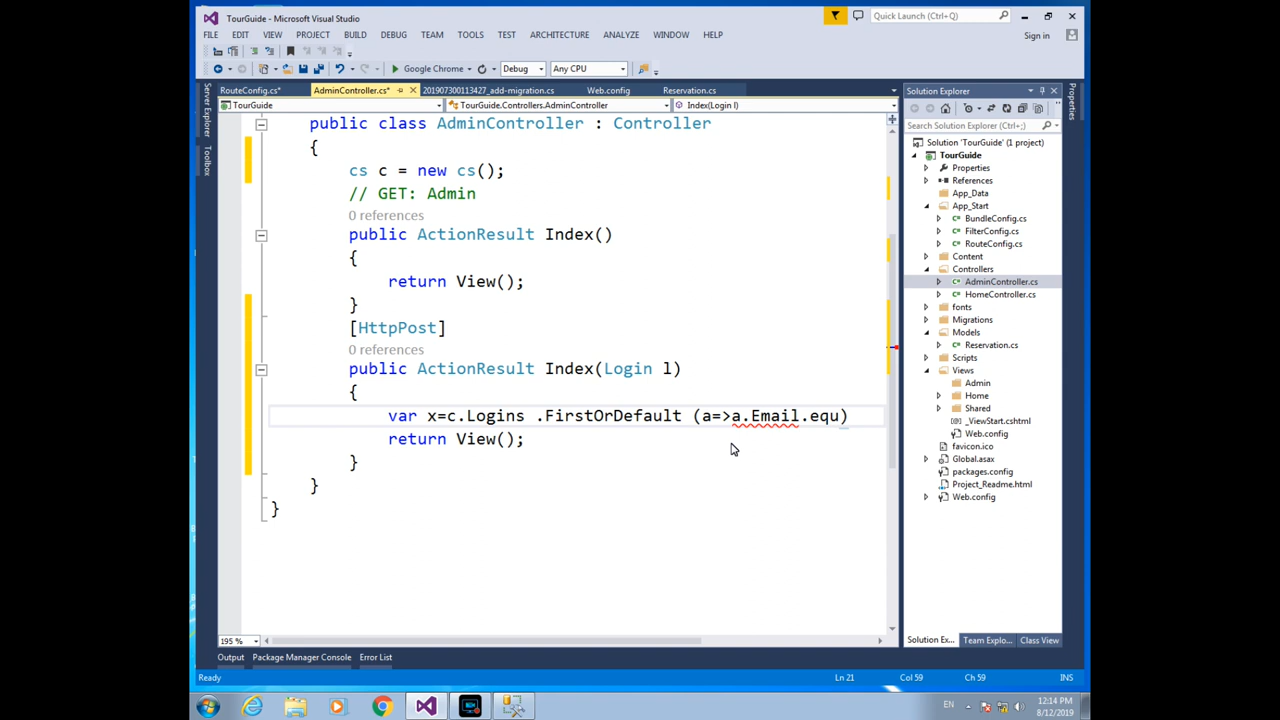 TourGuide - Microsoft Visual Studio
Quick Launch (Ctrl+Q)
FILE EDIT VIEW PROJECT BUILD DEBUG TEAM TOOLS TEST ARCHITECTURE ANALYZE WINDOW HELP
Sign in
Google Chrome Debug Any CPU
RouteConfig.cs* AdminController.cs* 201907300113427_add-migration.cs Web.config Reservation.cs
TourGuide TourGuide.Controllers.AdminController Index(Login l)
Server Explorer
Toolbox
public class AdminController : Controller
{
cs c = new cs();
// GET: Admin
0 references
public ActionResult Index()
{
return View();
}
[HttpPost]
0 references
public ActionResult Index(Login l)
{
var x=c.Logins .FirstOrDefault (a=>a.Email.equ)
return View();
}
}
}
195 %
Solution Explorer
Search Solution Explorer (Ctrl+;)
Solution 'TourGuide' (1 project)
TourGuide
Properties
References
App_Data
App_Start
BundleConfig.cs
FilterConfig.cs
RouteConfig.cs
Content
Controllers
AdminController.cs
HomeController.cs
fonts
Migrations
Models
Reservation.cs
Scripts
Views
Admin
Home
Shared
_ViewStart.cshtml
Web.config
favicon.ico
Global.asax
packages.config
Project_Readme.html
Web.config
Solution Ex... Team Explo... Class View
Properties
Output Package Manager Console Error List
Ready Ln 21 Col 59 Ch 59 INS
EN
12:14 PM
8/12/2019